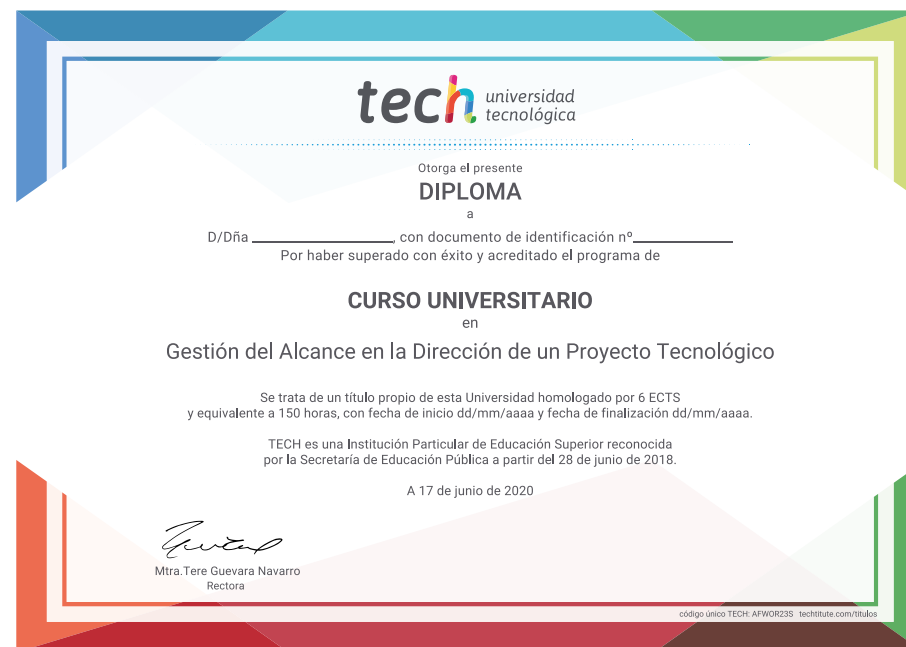 tech universidad
tecnológica
Otorga el presente
DIPLOMA
a
D/Dña ____________________, con documento de identificación nº______________
Por haber superado con éxito y acreditado el programa de
CURSO UNIVERSITARIO
en
Gestión del Alcance en la Dirección de un Proyecto Tecnológico
Se trata de un título propio de esta Universidad homologado por 6 ECTS
y equivalente a 150 horas, con fecha de inicio dd/mm/aaaa y fecha de finalización dd/mm/aaaa.
TECH es una Institución Particular de Educación Superior reconocida
por la Secretaría de Educación Pública a partir del 28 de junio de 2018.
A 17 de junio de 2020
Mtra.Tere Guevara Navarro
Rectora
código único TECH: AFWOR23S techtitute.com/titulos